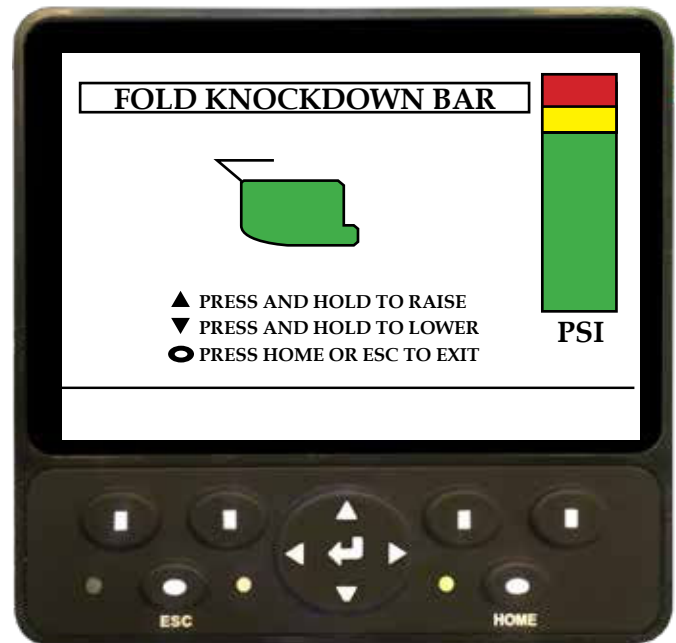 FOLD KNOCKDOWN BAR
▲ PRESS AND HOLD TO RAISE
▼ PRESS AND HOLD TO LOWER
PRESS HOME OR ESC TO EXIT
PSI
ESC
HOME